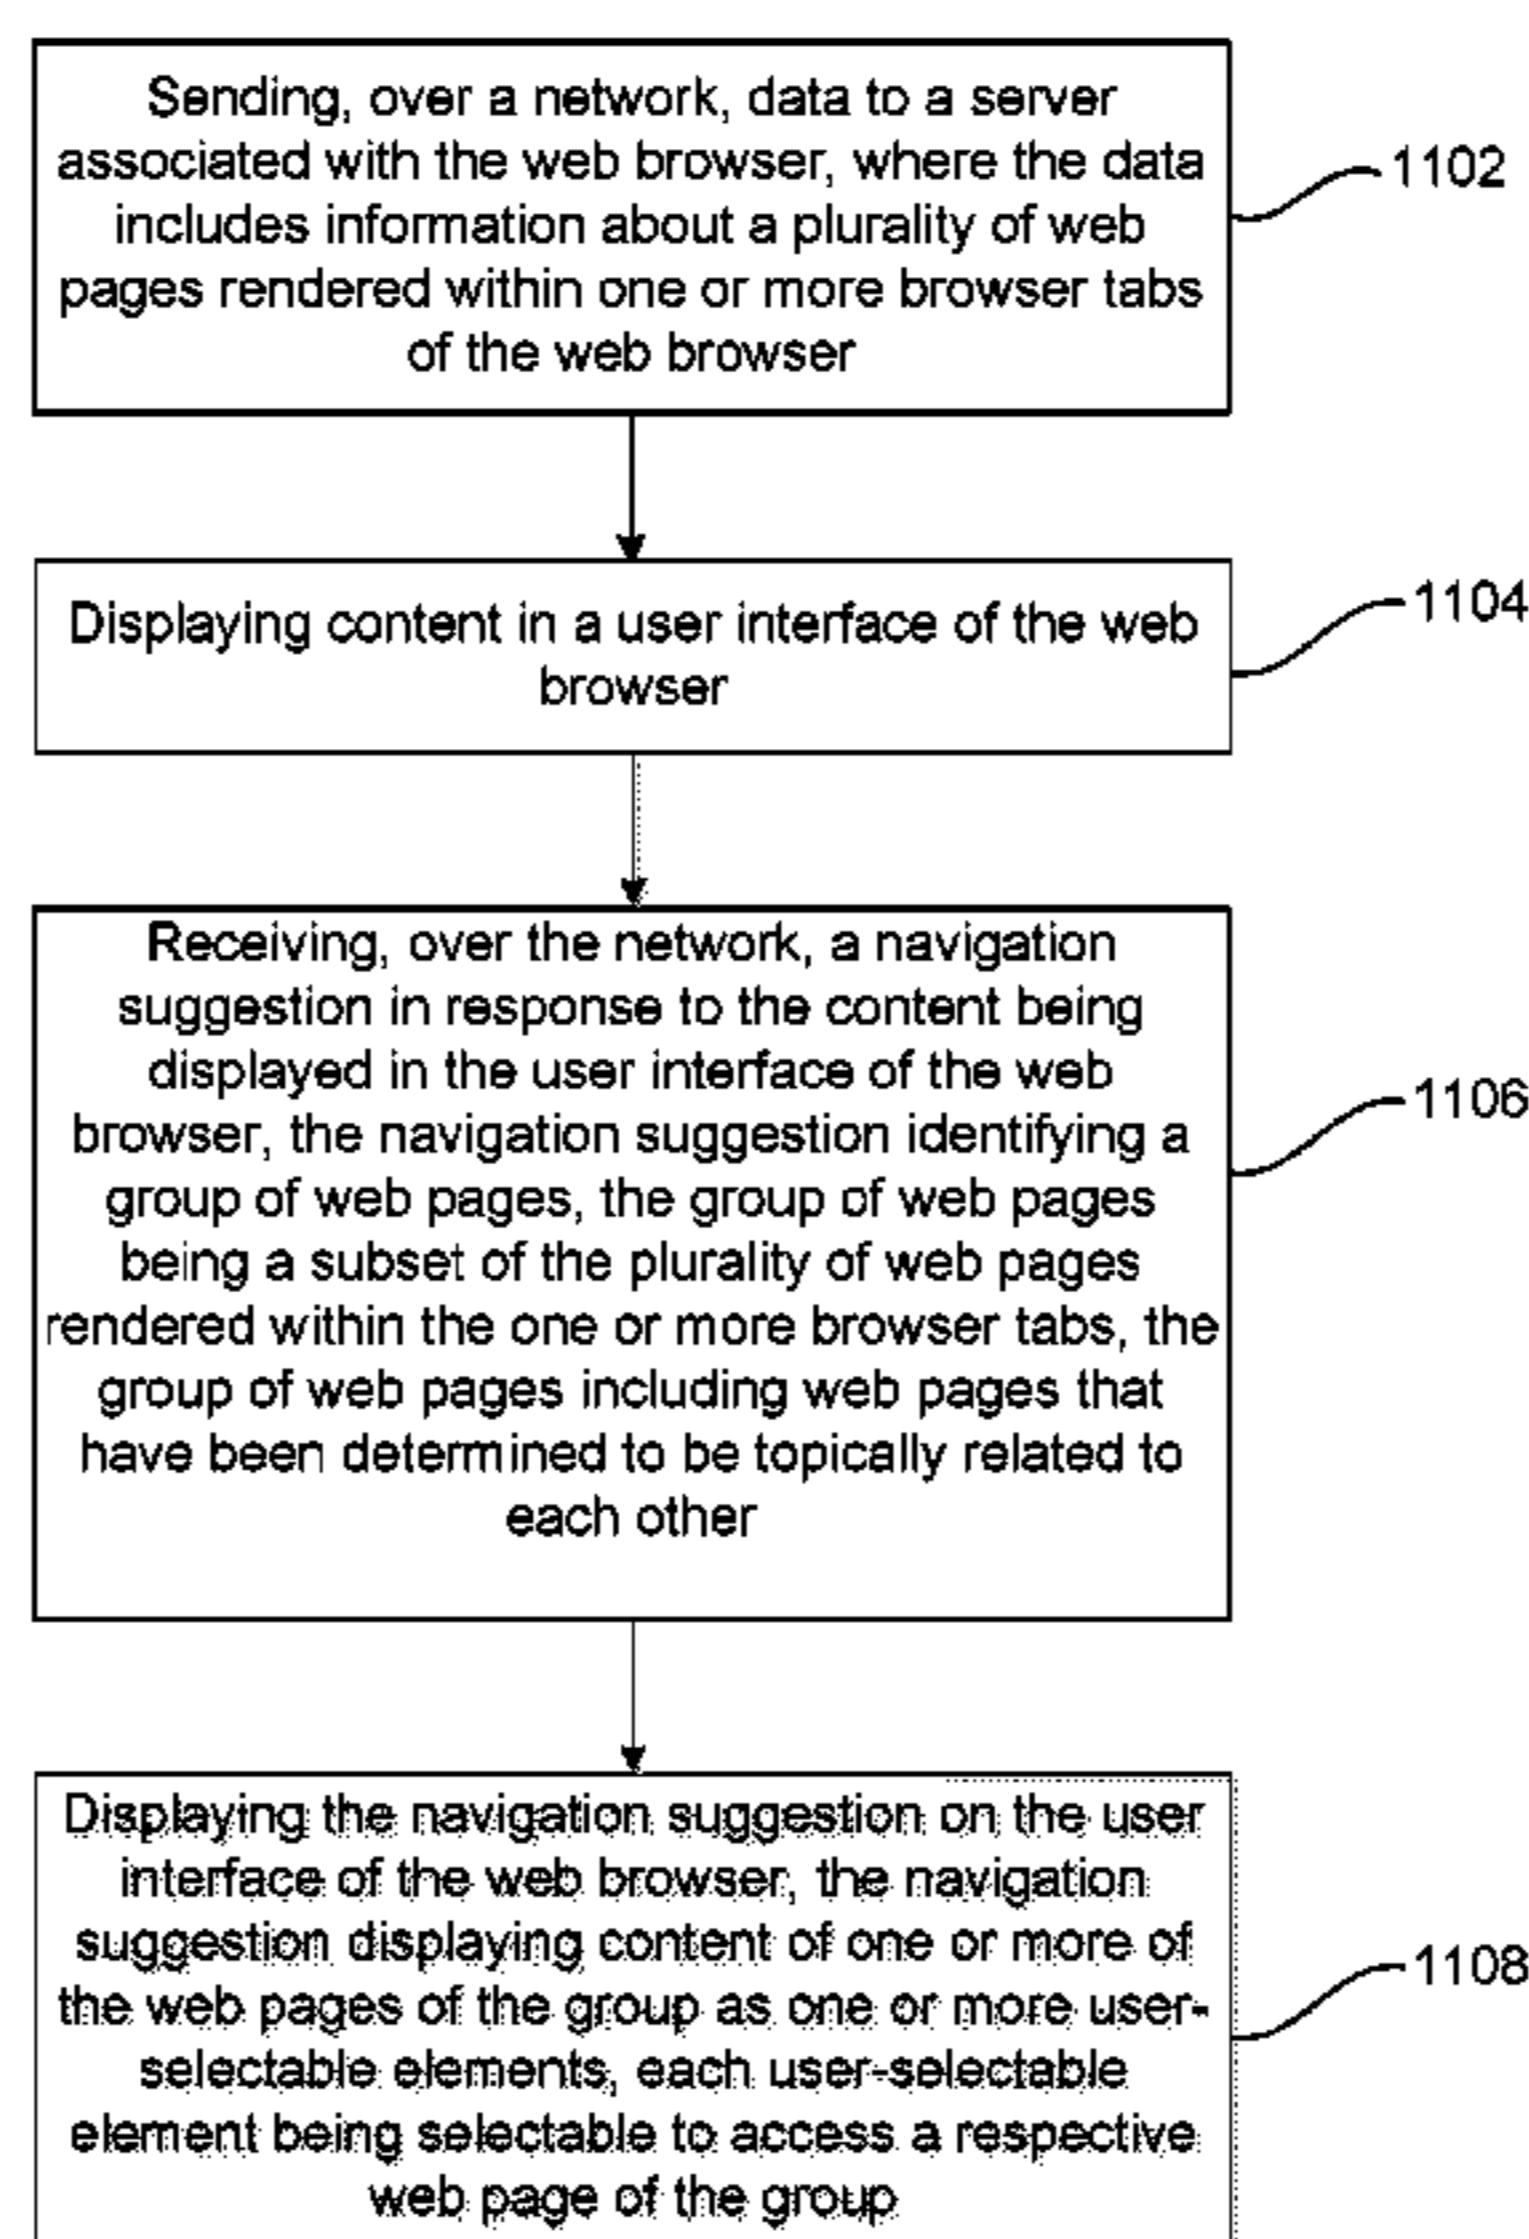 Sending, over a network, data to a server
associated with the web browser, where the data
includes information about a plurality of web
pages rendered within one or more browser tabs
of the web browser
1102
Displaying content in a user interface of the web
browser
1104
Receiving, over the network, a navigation
suggestion in response to the content being
displayed in the user interface of the web
browser, the navigation suggestion identifying a
group of web pages, the group of web pages
being a subset of the plurality of web pages
rendered within the one or more browser tabs, the
group of web pages including web pages that
have been determined to be topically related to
each other
1106
Displaying the navigation suggestion on the user
interface of the web browser, the navigation
suggestion displaying content of one or more of
the web pages of the group as one or more user-
selectable elements, each user-selectable
element being selectable to access a respective
web page of the group
1108